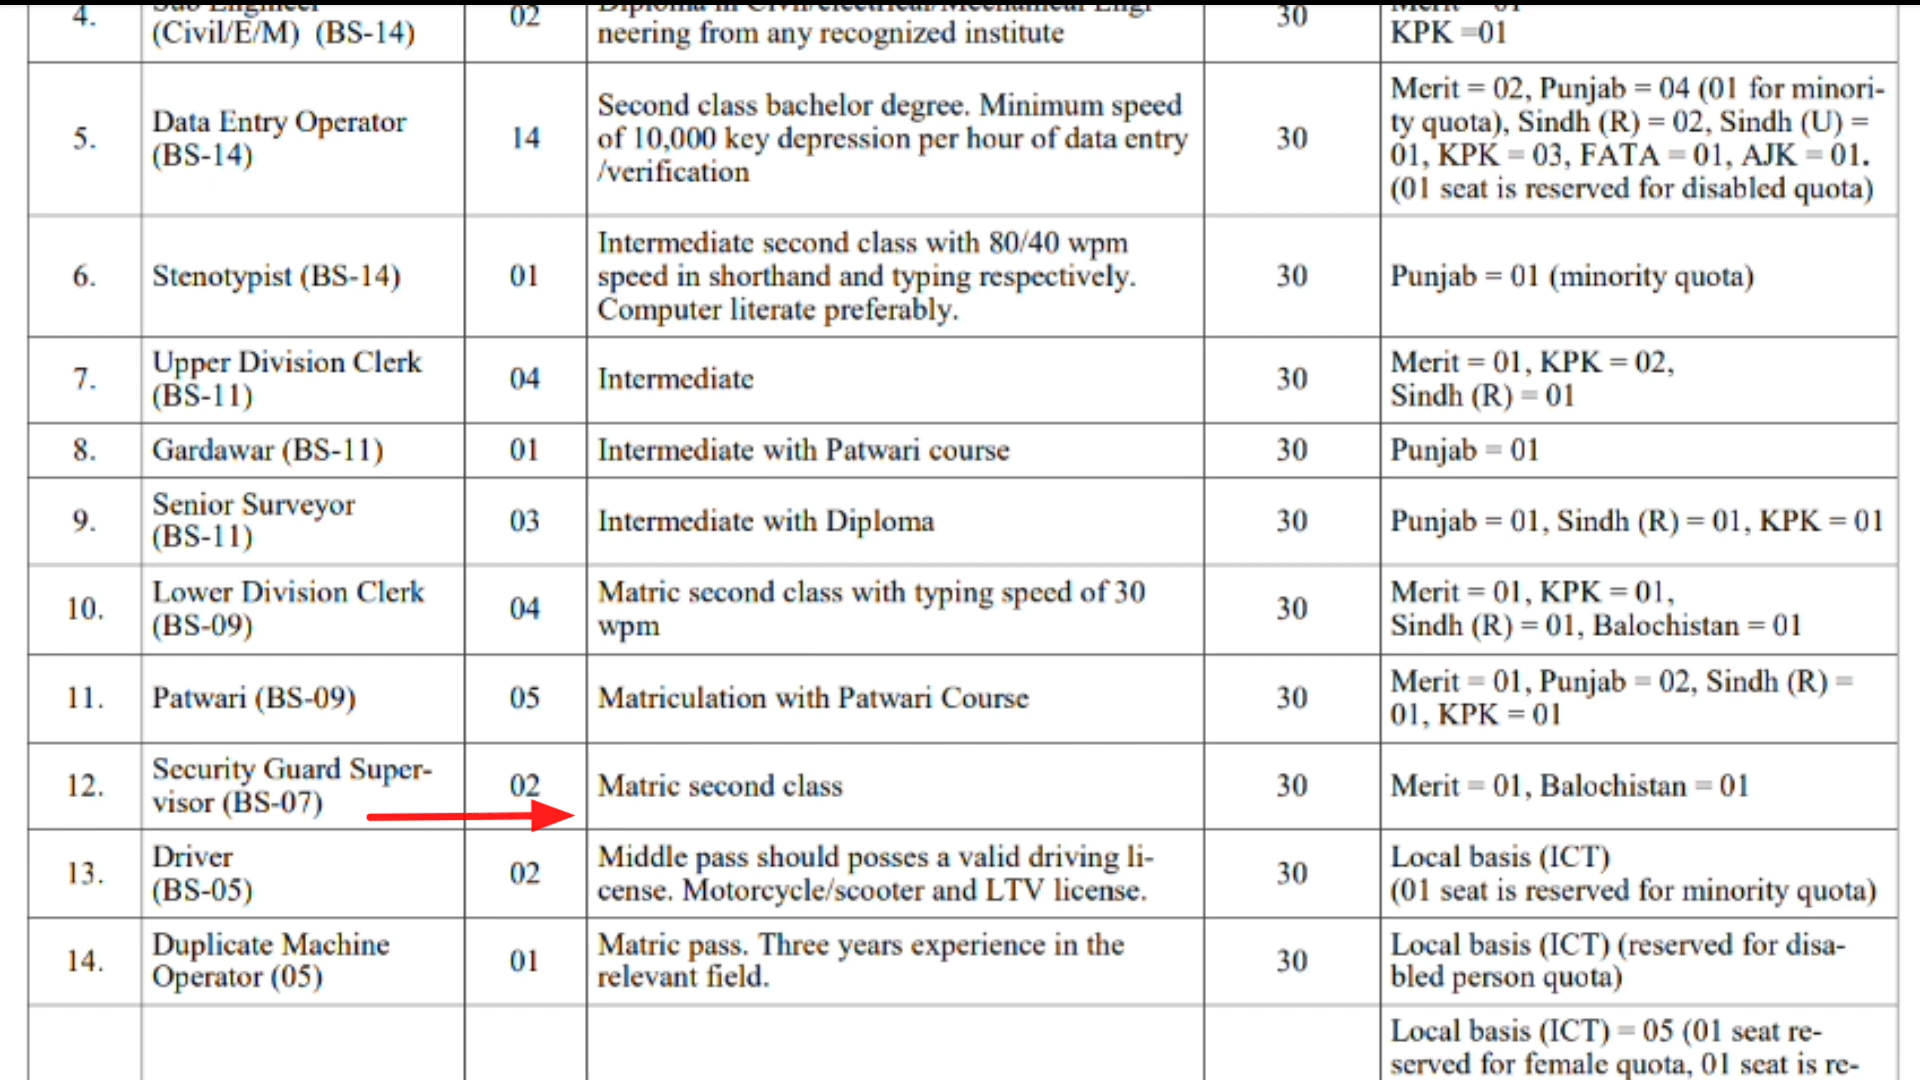 4.
Sub Engineer
(Civil/E/M) (BS-14)
02
Diploma in Civil/electrical/Mechanical Engi-
neering from any recognized institute
30
Merit = 01
KPK =01
5.
Data Entry Operator
(BS-14)
14
Second class bachelor degree. Minimum speed
of 10,000 key depression per hour of data entry
/verification
30
Merit = 02, Punjab = 04 (01 for minori-
ty quota), Sindh (R) = 02, Sindh (U) =
01, KPK = 03, FATA = 01, AJK = 01.
(01 seat is reserved for disabled quota)
6.
Stenotypist (BS-14)
01
Intermediate second class with 80/40 wpm
speed in shorthand and typing respectively.
Computer literate preferably.
30
Punjab = 01 (minority quota)
7.
Upper Division Clerk
(BS-11)
04
Intermediate
30
Merit = 01, KPK = 02,
Sindh (R) = 01
8.
Gardawar (BS-11)
01
Intermediate with Patwari course
30
Punjab = 01
9.
Senior Surveyor
(BS-11)
03
Intermediate with Diploma
30
Punjab = 01, Sindh (R) = 01, KPK = 01
10.
Lower Division Clerk
(BS-09)
04
Matric second class with typing speed of 30
wpm
30
Merit = 01, KPK = 01,
Sindh (R) = 01, Balochistan = 01
11.
Patwari (BS-09)
05
Matriculation with Patwari Course
30
Merit = 01, Punjab = 02, Sindh (R) =
01, KPK = 01
12.
Security Guard Super-
visor (BS-07)
02
Matric second class
30
Merit = 01, Balochistan = 01
13.
Driver
(BS-05)
02
Middle pass should posses a valid driving li-
cense. Motorcycle/scooter and LTV license.
30
Local basis (ICT)
(01 seat is reserved for minority quota)
14.
Duplicate Machine
Operator (05)
01
Matric pass. Three years experience in the
relevant field.
30
Local basis (ICT) (reserved for disa-
bled person quota)
Local basis (ICT) = 05 (01 seat re-
served for female quota, 01 seat is re-